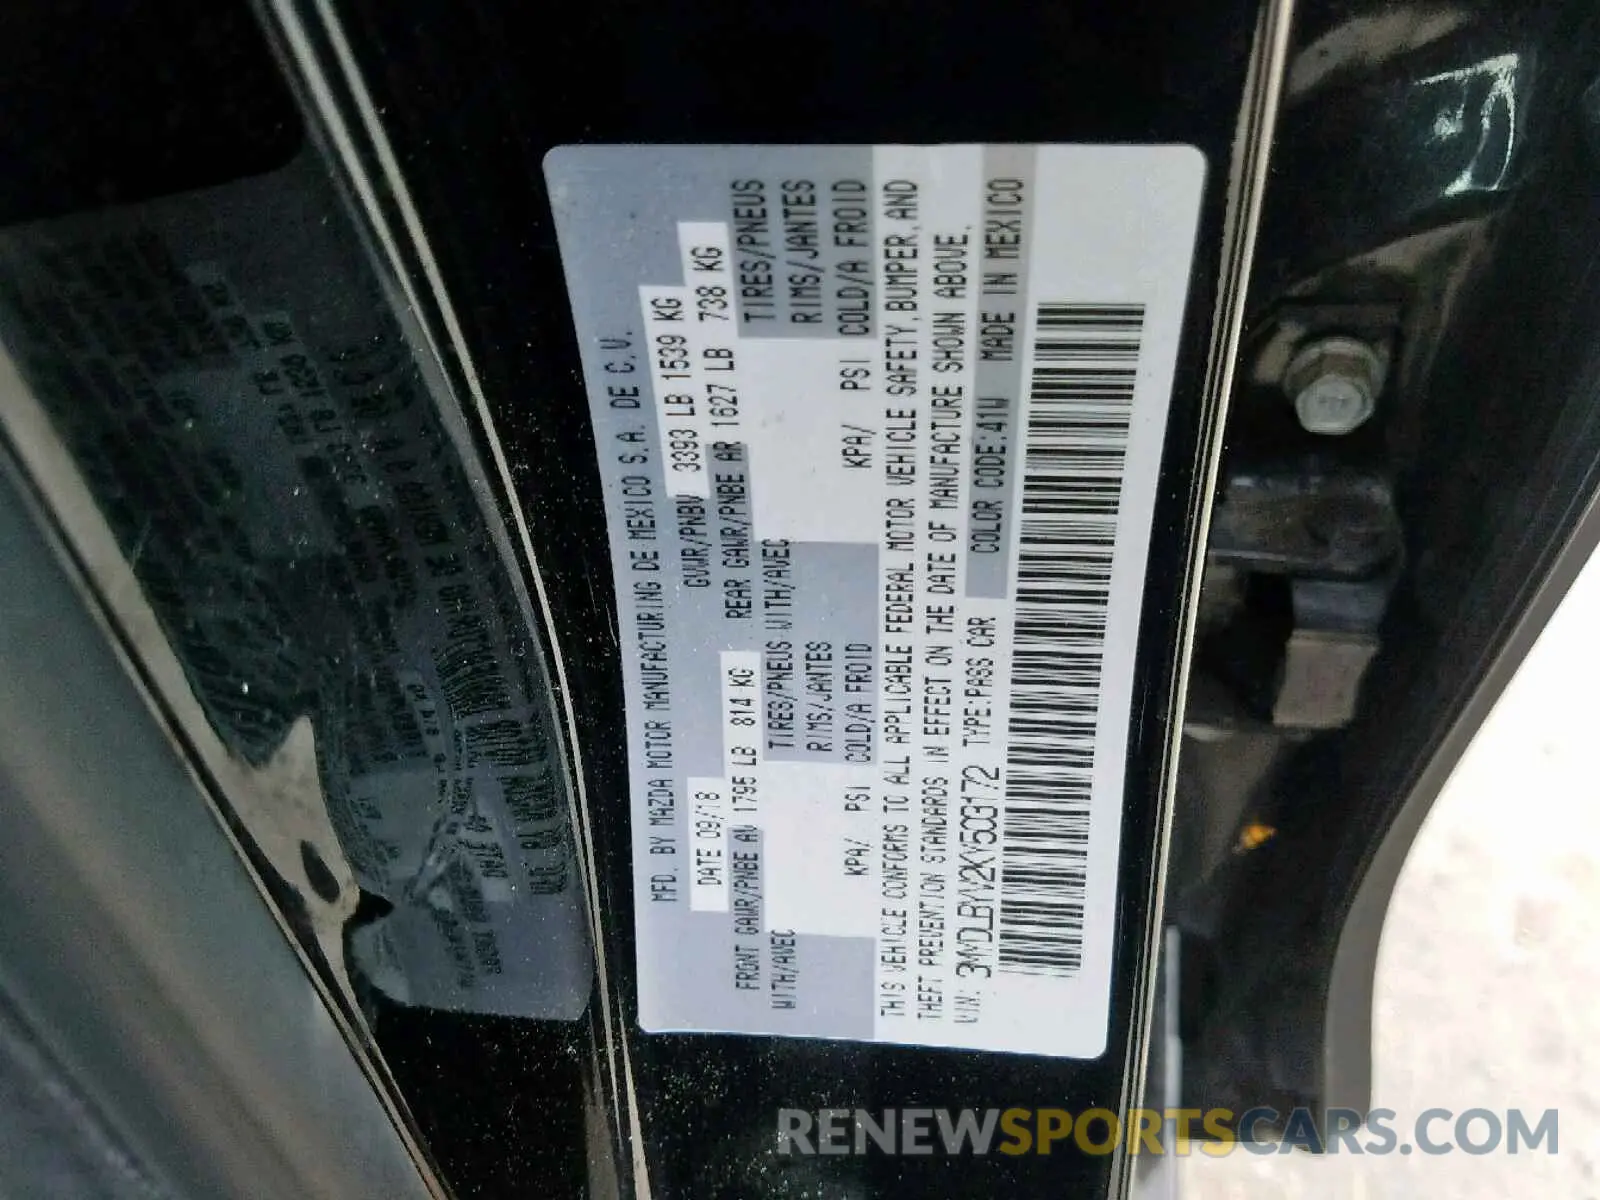 MFD. BY MAZDA MOTOR MANUFACTURING DE MEXICO S.A. DE C.V.
DATE 09/18 GVWR/PNBV 3393 LB 1539 KG
FRONT GAWR/PNBE AV 1795 LB 814 KG REAR GAWR/PNBE AR 1627 LB 738 KG
WITH/AVEC TIRES/PNEUS WITH/AVEC TIRES/PNEUS
RIMS/JANTES RIMS/JANTES
KPA/ PSI COLD/A FROID KPA/ PSI COLD/A FROID
THIS VEHICLE CONFORMS TO ALL APPLICABLE FEDERAL MOTOR VEHICLE SAFETY,BUMPER,AND
THEFT PREVENTION STANDARDS IN EFFECT ON THE DATE OF MANUFACTURE SHOWN ABOVE.
VIN: 3MYDLBYV2KY503172 TYPE:PASS CAR COLOR CODE:41W MADE IN MEXICO
RENEWSPORTSCARS.COM